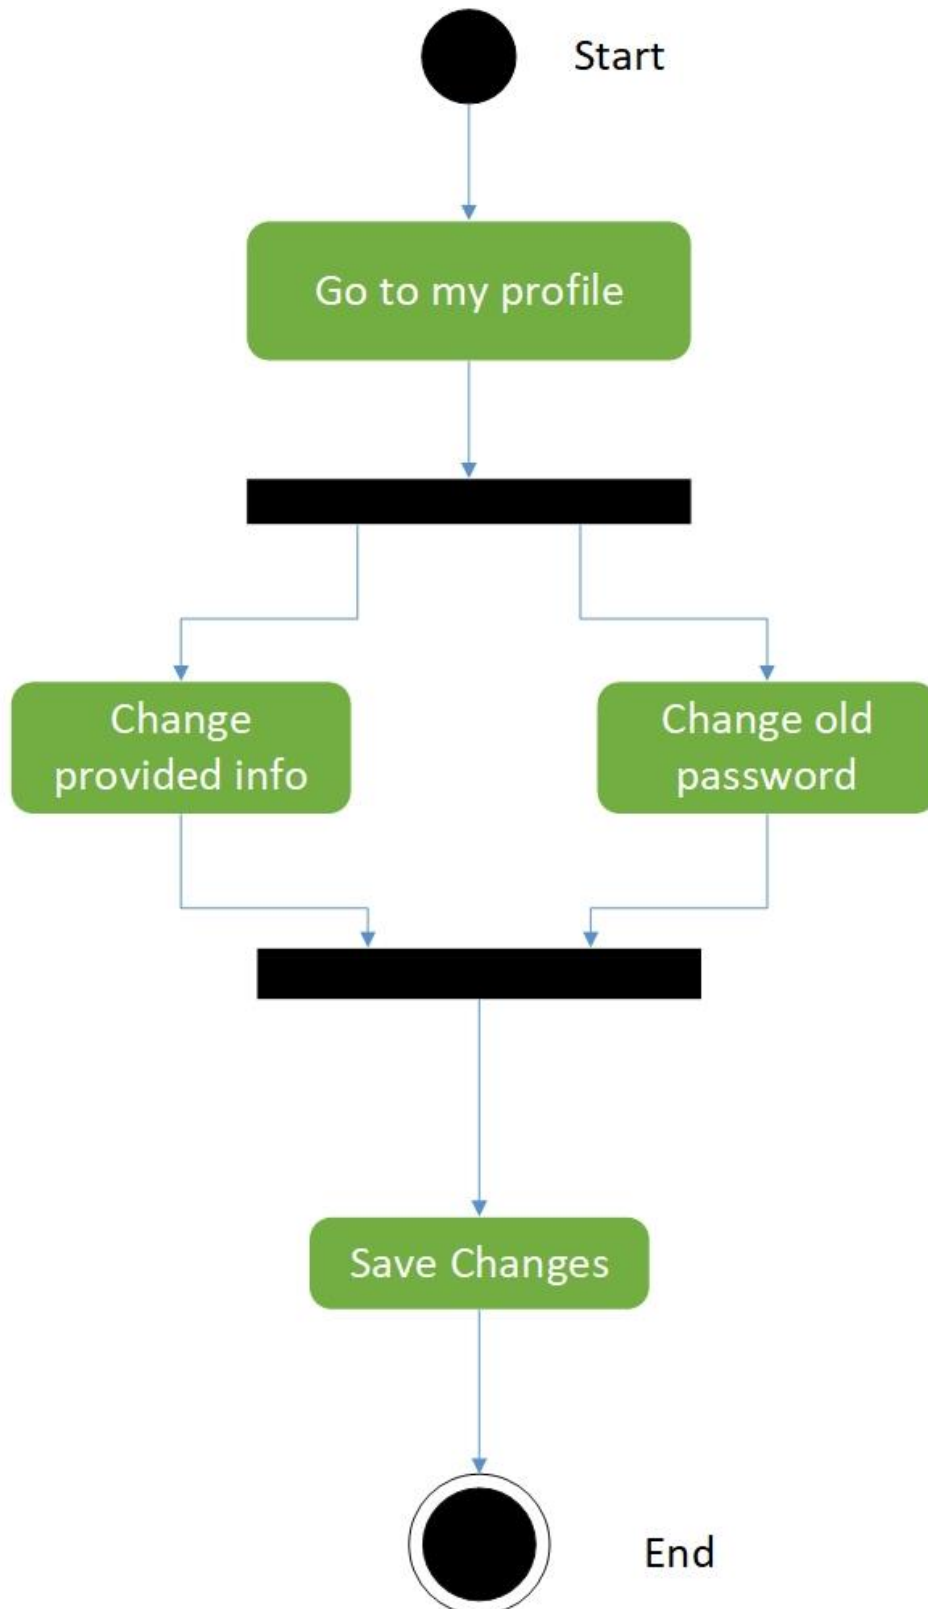 Start
Go to my profile
Change
provided info
Change old
password
Save Changes
End